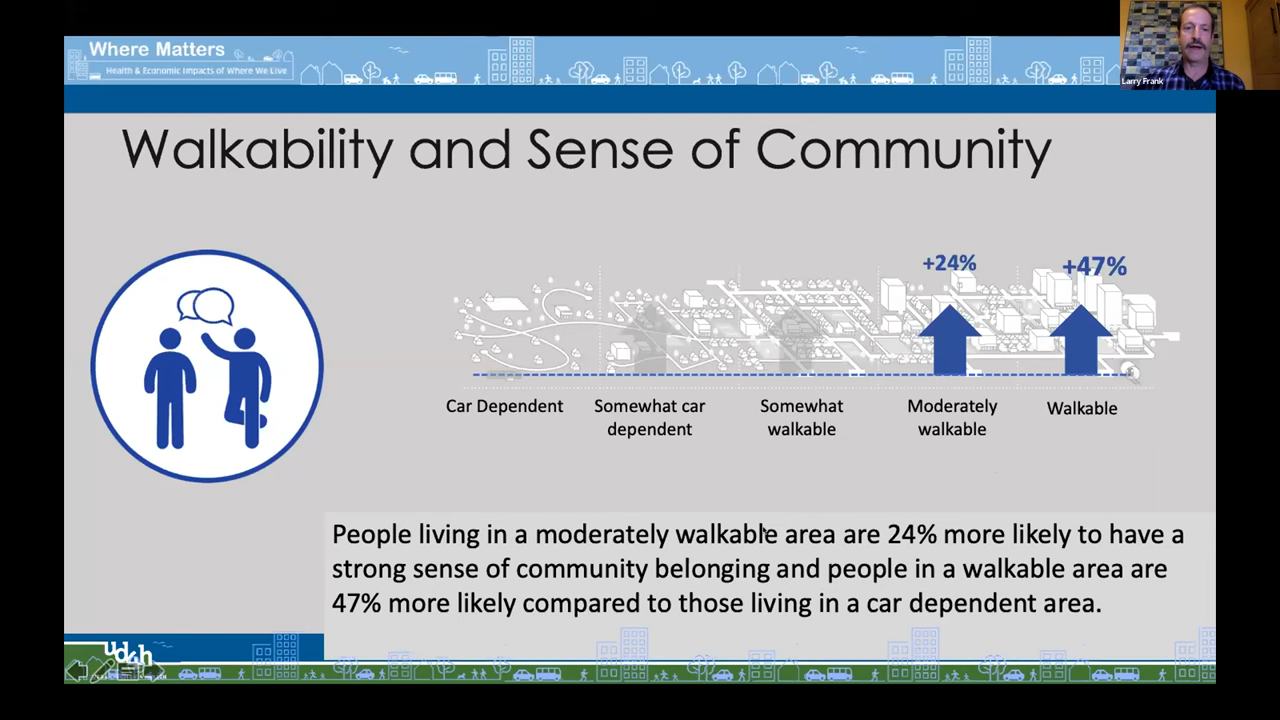 Where Matters
Health & Economic Impacts of Where We Live
Larry Frank
Walkability and Sense of Community
+24%
+47%
Car Dependent
Somewhat car
dependent
Somewhat
walkable
Moderately
walkable
Walkable
People living in a moderately walkable area are 24% more likely to have a
strong sense of community belonging and people in a walkable area are
47% more likely compared to those living in a car dependent area.